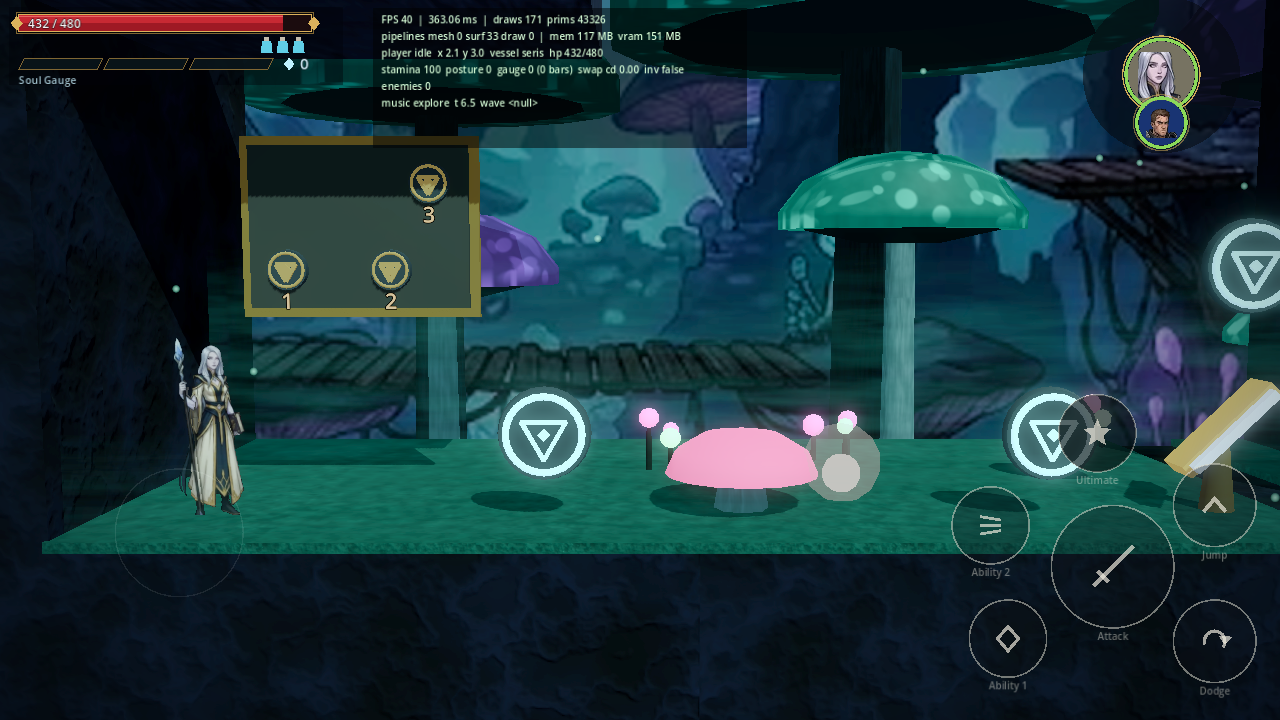 432 / 480
0
Soul Gauge
FPS 40 | 363.06 ms | draws 171 prims 43326
pipelines mesh 0 surf 33 draw 0 | mem 117 MB vram 151 MB
player idle x 2.1 y 3.0 vessel seris hp 432/480
stamina 100 posture 0 gauge 0 (0 bars) swap cd 0.00 inv false
enemies 0
music explore t 6.5 wave <null>
3
1 2
Ultimate
Ability 2
Jump
Attack
Ability 1
Dodge